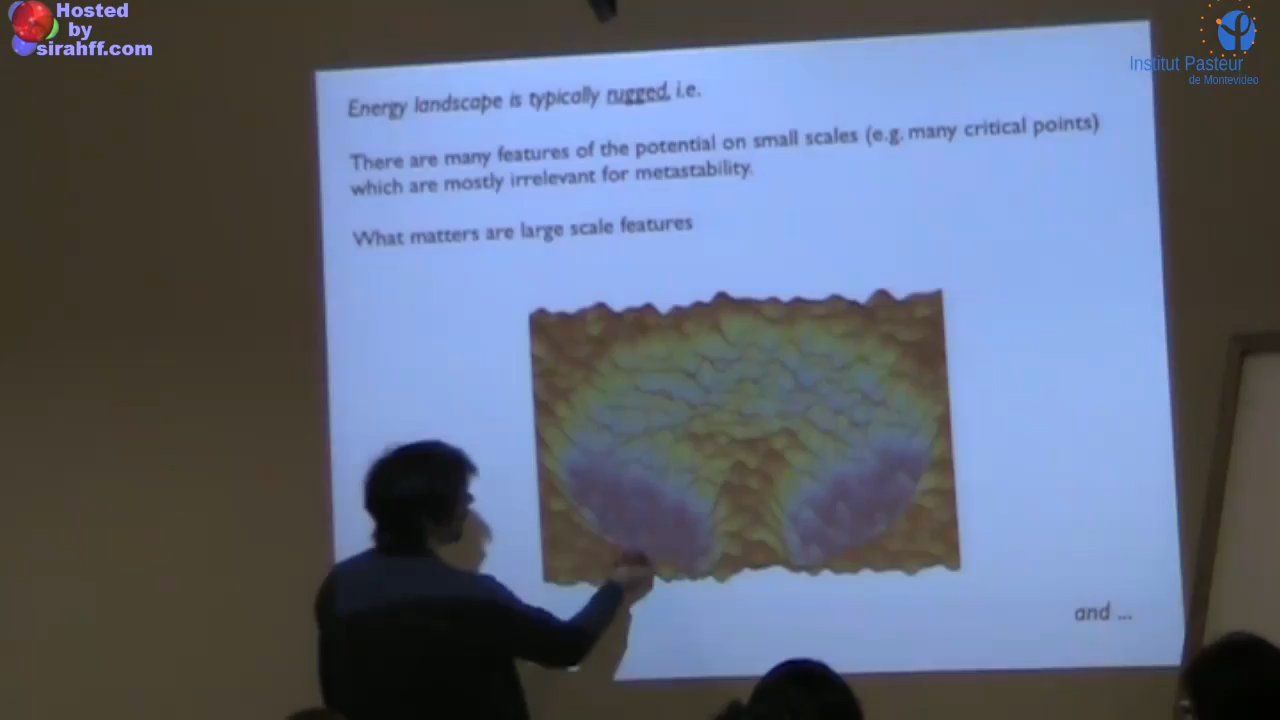 Hosted
by
sirahff.com
Institut Pasteur
de Montevideo
Energy landscape is typically rugged, i.e.
There are many features of the potential on small scales (e.g. many critical points)
which are mostly irrelevant for metastability.
What matters are large scale features
and ...